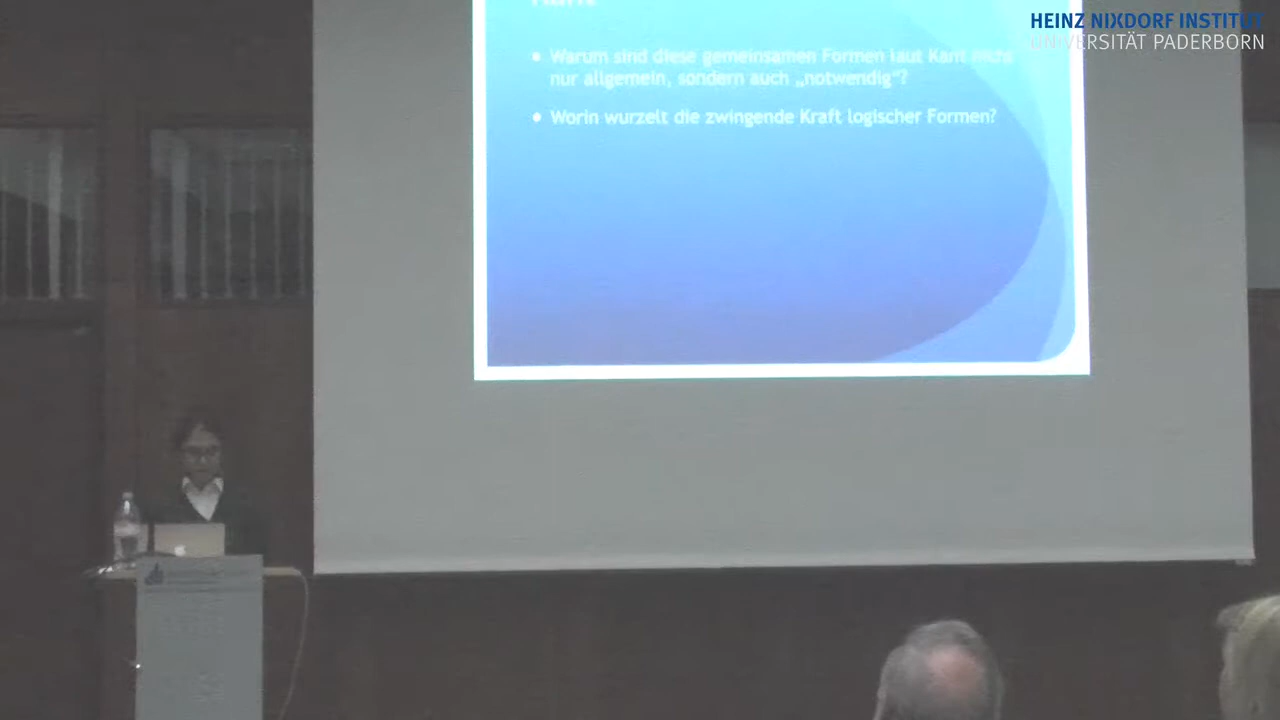 HEINZ NIXDORF INSTITUT
UNIVERSITÄT PADERBORN
Kant
• Warum sind diese gemeinsamen Formen laut Kant nicht
nur allgemein, sondern auch „notwendig“?
• Worin wurzelt die zwingende Kraft logischer Formen?